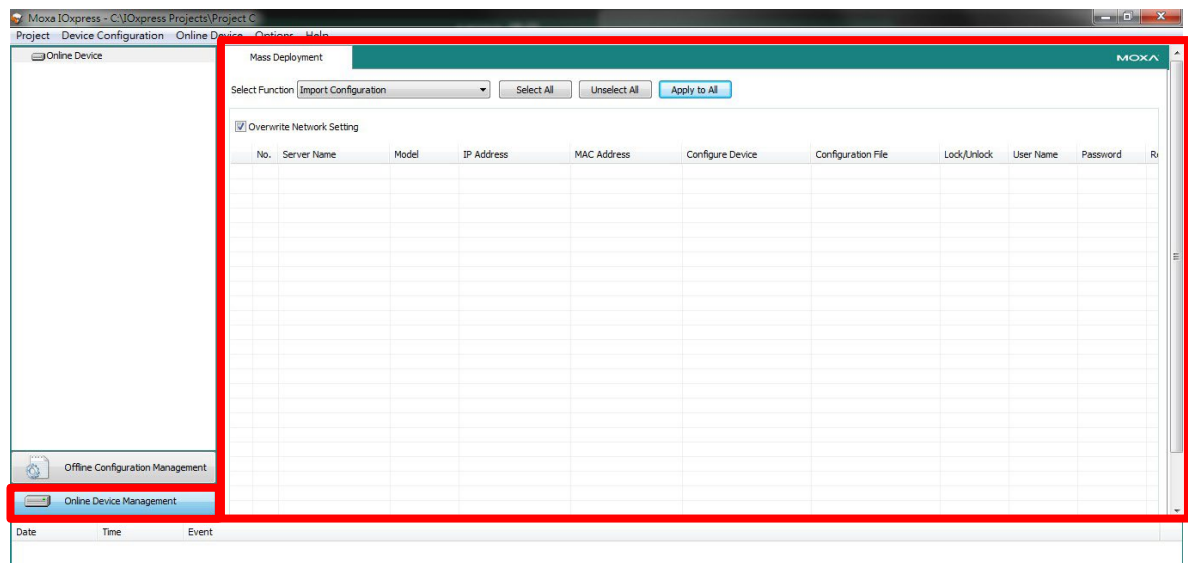 Moxa IOxpress - C:\IOxpress Projects\Project C
Project Device Configuration Online Device Options Help
Online Device
Mass Deployment
MOXA
Select Function Import Configuration Select All Unselect All Apply to All
Overwrite Network Setting
No. Server Name Model IP Address MAC Address Configure Device Configuration File Lock/Unlock User Name Password
Offline Configuration Management
Online Device Management
Date Time Event